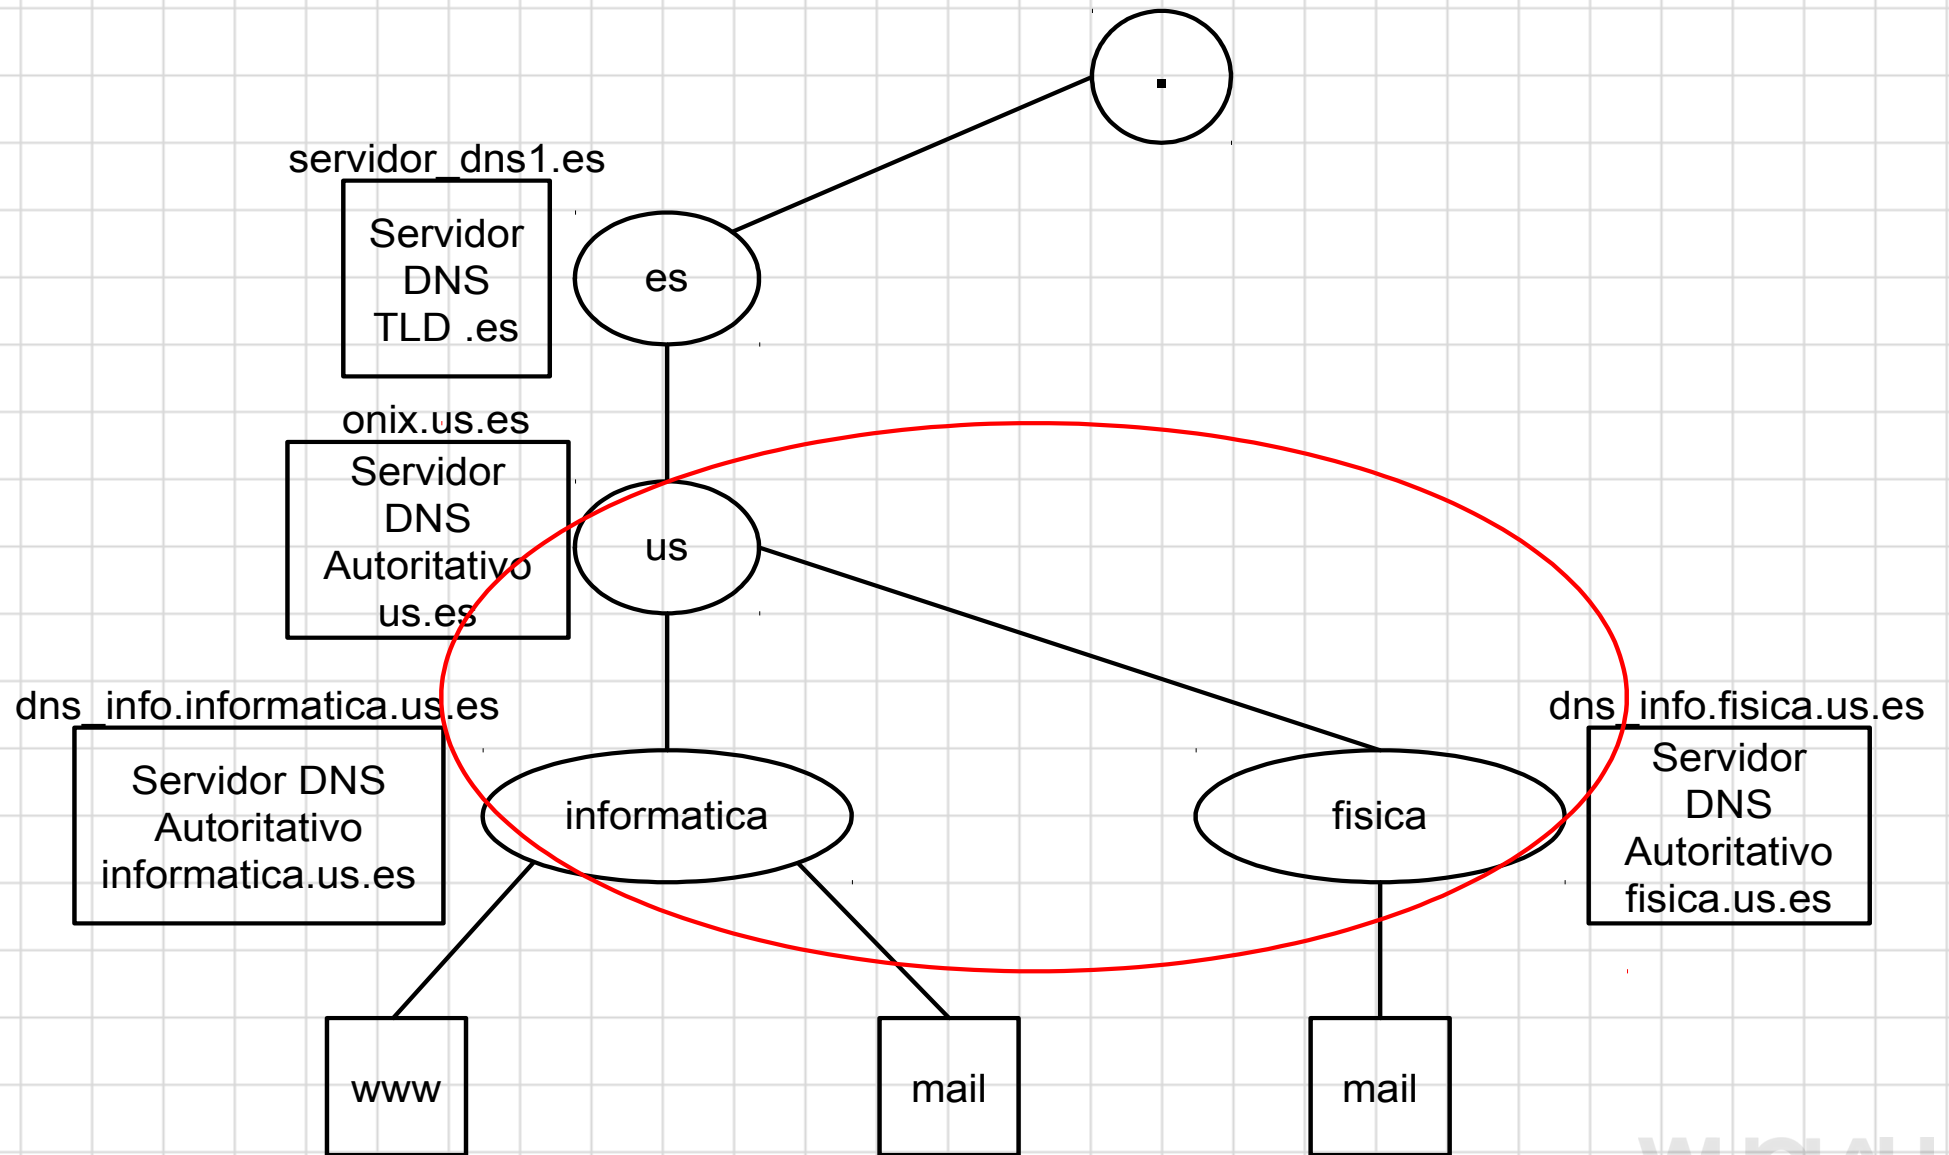 .
servidor_dns1.es
Servidor
DNS
TLD .es
es
onix.us.es
Servidor
DNS
Autoritativo
us.es
us
dns_info.informatica.us.es
Servidor DNS
Autoritativo
informatica.us.es
informatica
fisica
dns_info.fisica.us.es
Servidor
DNS
Autoritativo
fisica.us.es
www
mail
mail